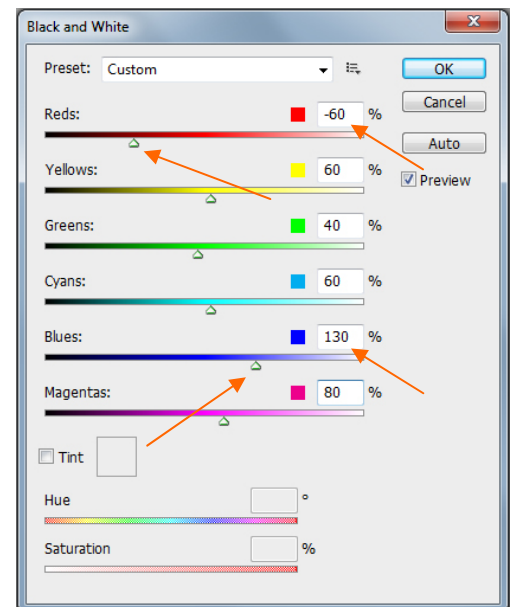 Black and White
Preset: Custom
OK
Cancel
Auto
Preview
Reds: -60 %
Yellows: 60 %
Greens: 40 %
Cyans: 60 %
Blues: 130 %
Magentas: 80 %
Tint
Hue °
Saturation %